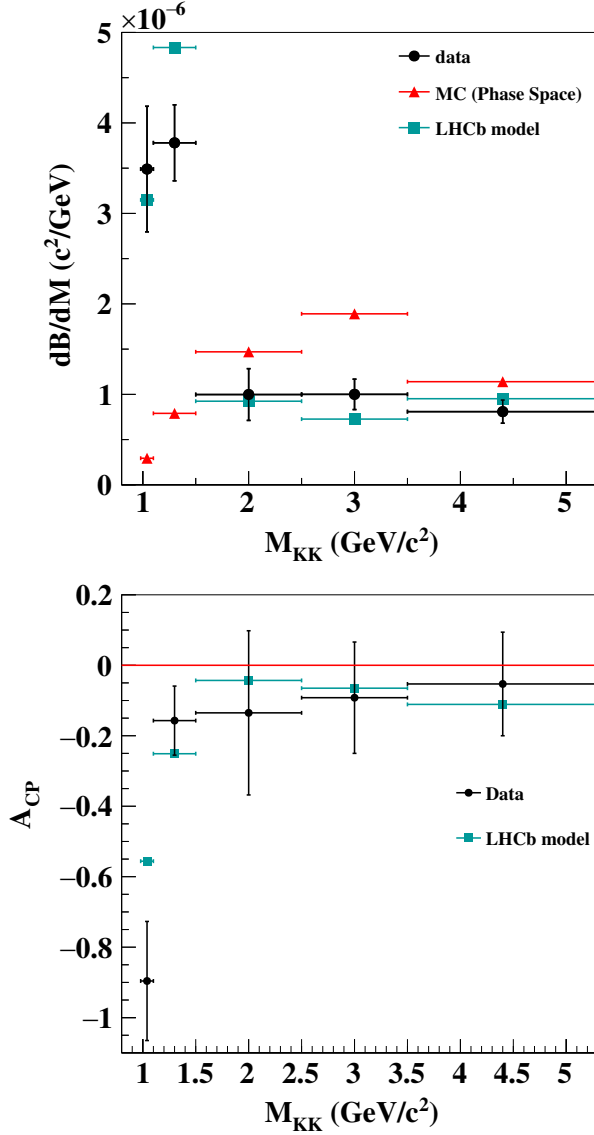 ×10⁻⁶
5
4
3
2
1
0
dB/dM (c²/GeV)
data
MC (Phase Space)
LHCb model
1 2 3 4 5
M_KK (GeV/c²)
0.2
0
−0.2
−0.4
−0.6
−0.8
−1
A_CP
Data
LHCb model
1 1.5 2 2.5 3 3.5 4 4.5 5
M_KK (GeV/c²)